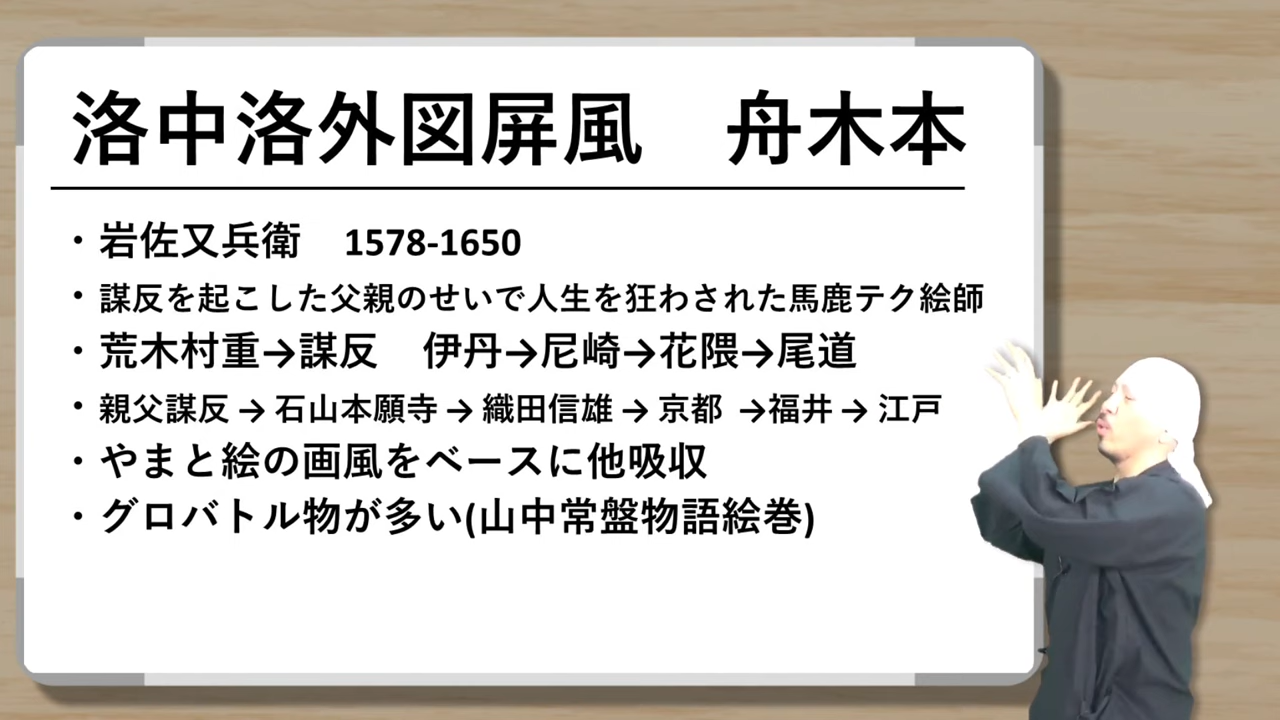 洛中洛外図屏風　舟木本
・岩佐又兵衛　1578-1650
・謀反を起こした父親のせいで人生を狂わされた馬鹿テク絵師
・荒木村重→謀反　伊丹→尼崎→花隈→尾道
・親父謀反 → 石山本願寺 → 織田信雄 → 京都 →福井 → 江戸
・やまと絵の画風をベースに他吸収
・グロバトル物が多い(山中常盤物語絵巻)